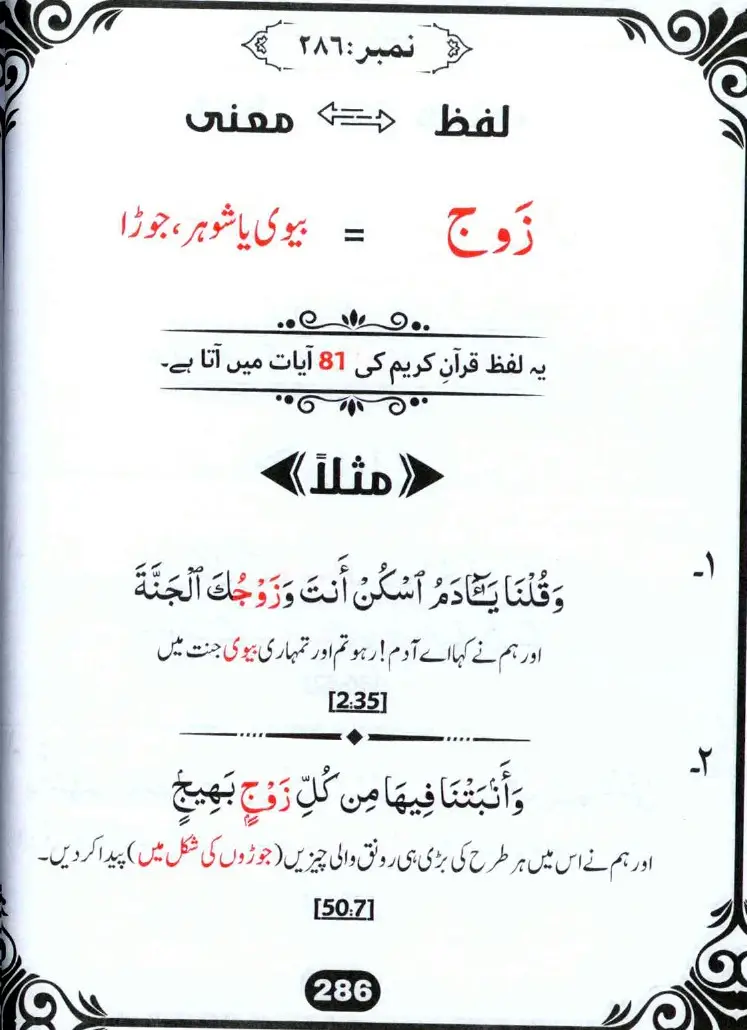 نمبر:۲۸٦
لفظ ⇆ معنی
زَوج = بیوی یا شوہر، جوڑا
یہ لفظ قرآنِ کریم کی 81 آیات میں آتا ہے۔
مثلاً
۱۔ وَقُلْنَا يَـٰٓـَٔادَمُ ٱسْكُنْ أَنتَ وَزَوْجُكَ ٱلْجَنَّةَ
اور ہم نے کہا اے آدم! رہو تم اور تمہاری بیوی جنت میں
[2:35]
۲۔ وَأَنۢبَتْنَا فِيهَا مِن كُلِّ زَوْجٍۭ بَهِيجٍ
اور ہم نے اس میں ہر طرح کی بڑی ہی رونق والی چیزیں (جوڑوں کی شکل میں) پیدا کر دیں۔
[50:7]
286